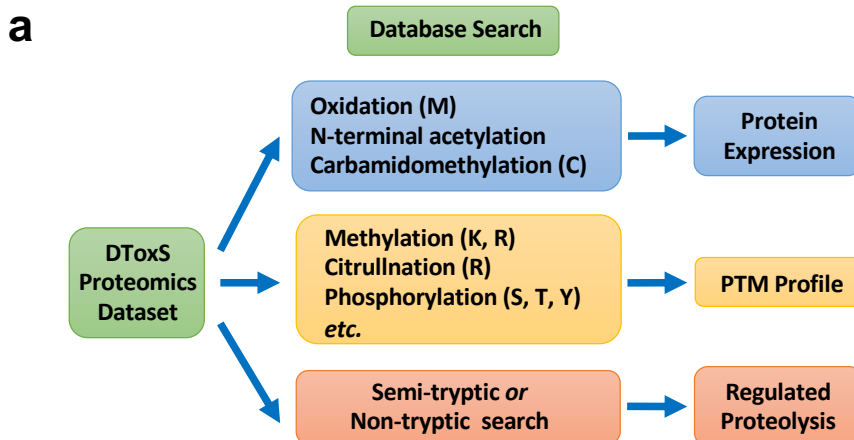 a
Database Search
Oxidation (M)
N-terminal acetylation
Carbamidomethylation (C)
Protein
Expression
DToxS
Proteomics
Dataset
Methylation (K, R)
Citrullnation (R)
Phosphorylation (S, T, Y)
etc.
PTM Profile
Semi-tryptic or
Non-tryptic search
Regulated
Proteolysis